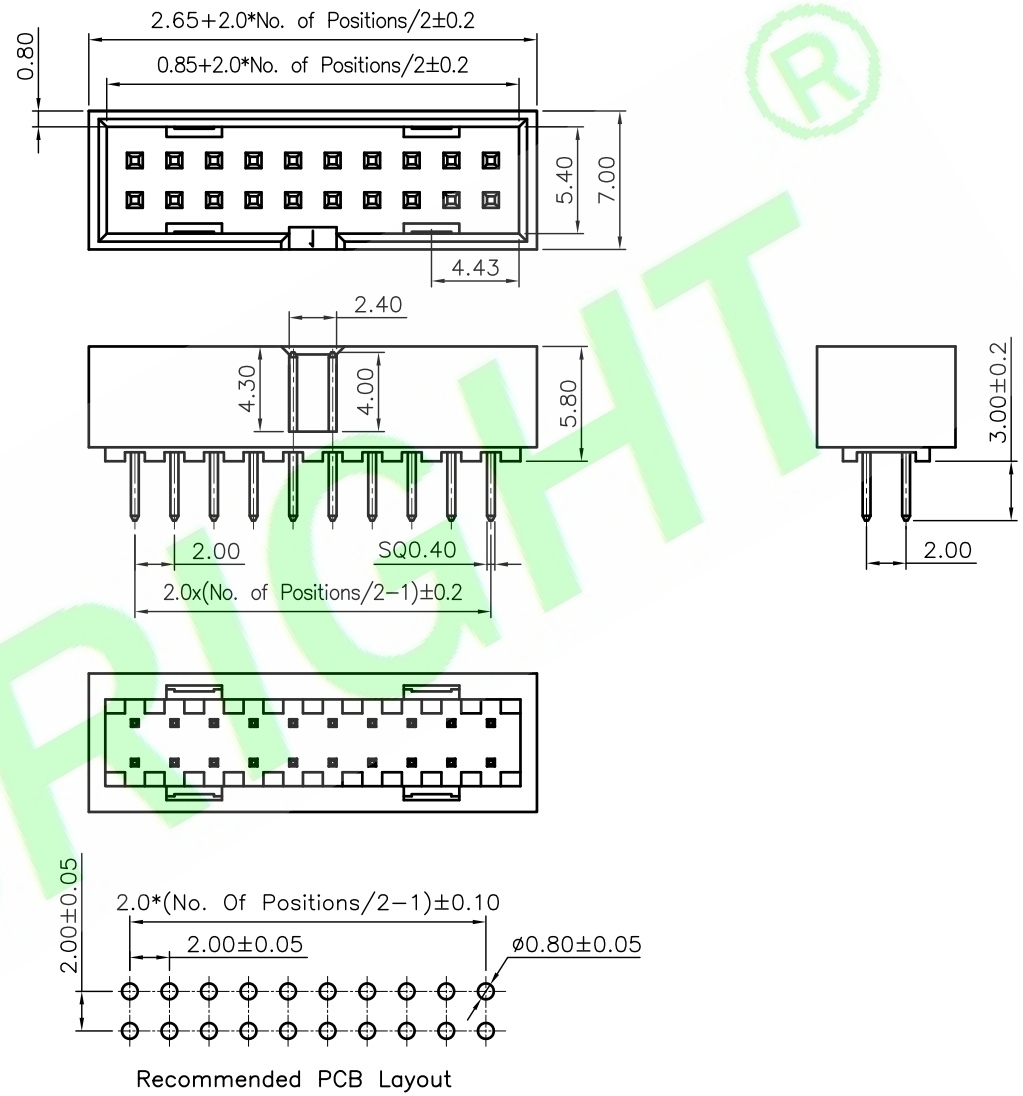 2.65+2.0*No. of Positions/2±0.2
0.80
0.85+2.0*No. of Positions/2±0.2
5.40
7.00
4.43
2.40
4.30
4.00
5.80
3.00±0.2
2.00
SQ0.40
2.00
2.0x(No. of Positions/2-1)±0.2
2.00±0.05
2.0*(No. Of Positions/2-1)±0.10
2.00±0.05
ø0.80±0.05
Recommended PCB Layout
RIGHT
®